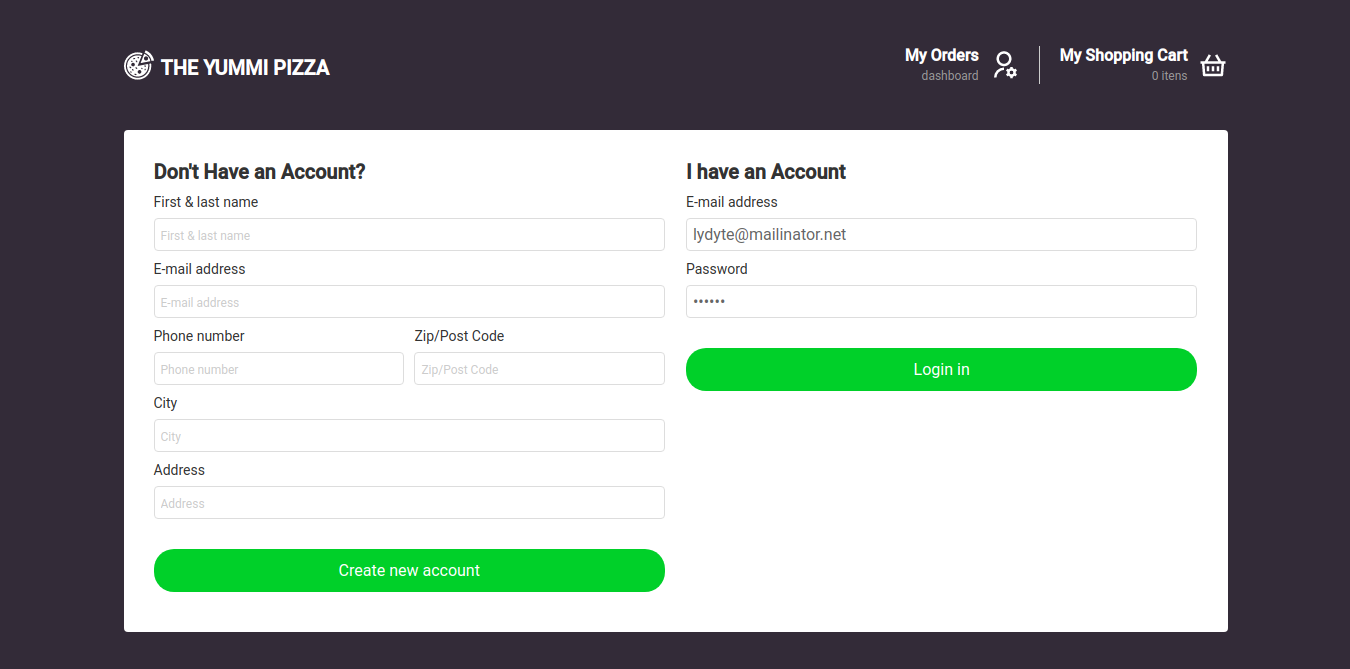 THE YUMMI PIZZA
My Orders
dashboard
My Shopping Cart
0 itens
Don't Have an Account?
First & last name
First & last name
E-mail address
E-mail address
Phone number
Zip/Post Code
Phone number
Zip/Post Code
City
City
Address
Address
Create new account
I have an Account
E-mail address
lydyte@mailinator.net
Password
••••••
Login in